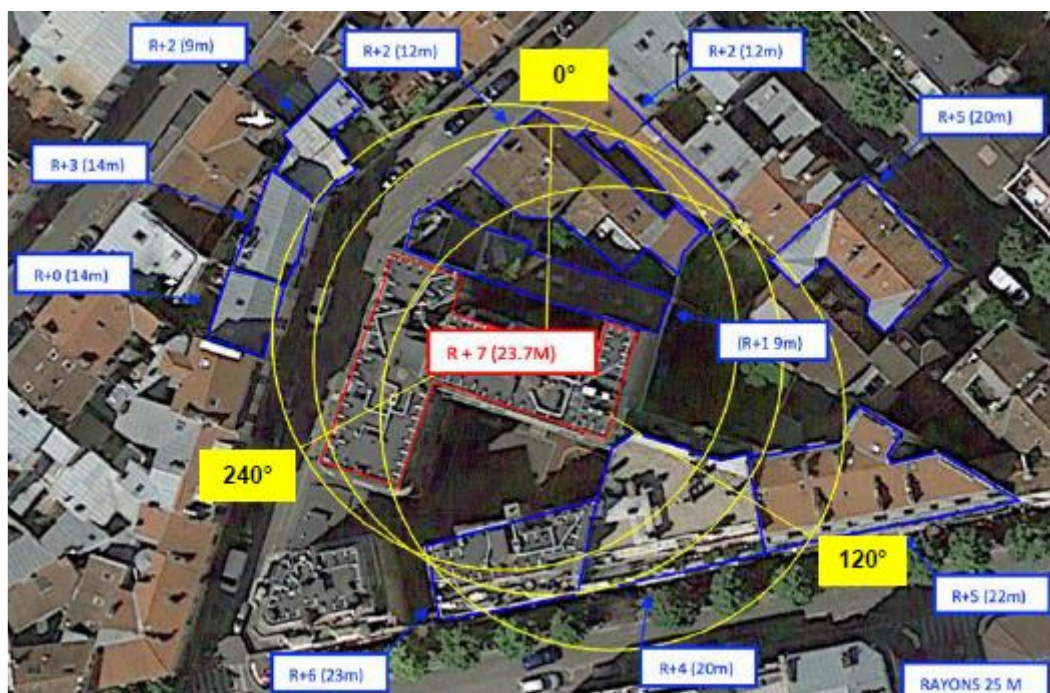 R+2 (9m)
R+2 (12m)
R+2 (12m)
0°
R+5 (20m)
R+3 (14m)
R+0 (14m)
R + 7 (23.7M)
(R+1 9m)
240°
120°
R+5 (22m)
R+6 (23m)
R+4 (20m)
RAYONS 25 M